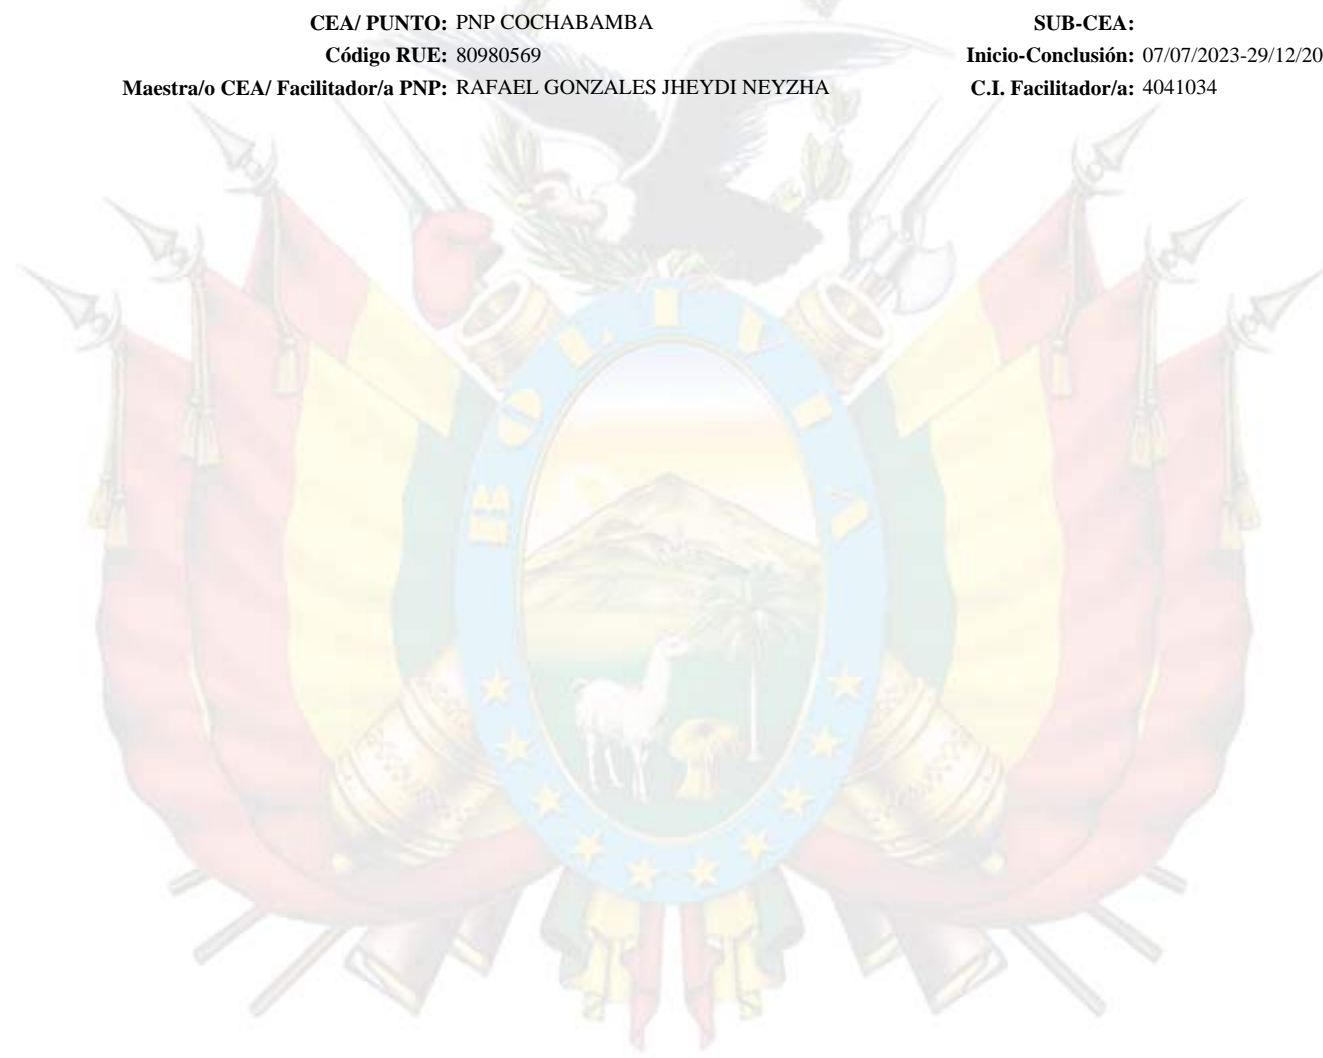 CEA/ PUNTO: PNP COCHABAMBA SUB-CEA:
Código RUE: 80980569 Inicio-Conclusión: 07/07/2023-29/12/20
Maestra/o CEA/ Facilitador/a PNP: RAFAEL GONZALES JHEYDI NEYZHA C.I. Facilitador/a: 4041034
BOLIVIA